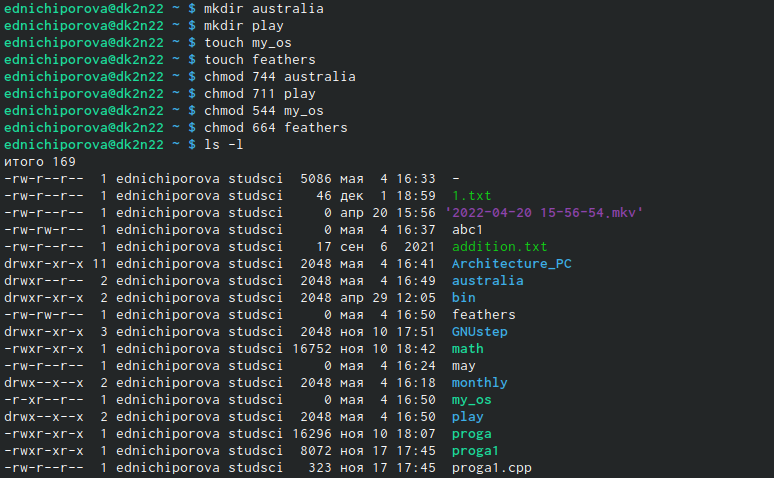 ednichiporova@dk2n22 ~ $ mkdir australia
ednichiporova@dk2n22 ~ $ mkdir play
ednichiporova@dk2n22 ~ $ touch my_os
ednichiporova@dk2n22 ~ $ touch feathers
ednichiporova@dk2n22 ~ $ chmod 744 australia
ednichiporova@dk2n22 ~ $ chmod 711 play
ednichiporova@dk2n22 ~ $ chmod 544 my_os
ednichiporova@dk2n22 ~ $ chmod 664 feathers
ednichiporova@dk2n22 ~ $ ls -l
итого 169
-rw-r--r--  1 ednichiporova studsci  5086 мая  4 16:33  -
-rw-r--r--  1 ednichiporova studsci    46 дек  1 18:59  1.txt
-rw-r--r--  1 ednichiporova studsci     0 апр 20 15:56 '2022-04-20 15-56-54.mkv'
-rw-rw-r--  1 ednichiporova studsci     0 мая  4 16:37  abc1
-rw-r--r--  1 ednichiporova studsci    17 сен  6  2021  addition.txt
drwxr-xr-x 11 ednichiporova studsci  2048 мая  4 16:41  Architecture_PC
drwxr--r--  2 ednichiporova studsci  2048 мая  4 16:49  australia
drwxr-xr-x  2 ednichiporova studsci  2048 апр 29 12:05  bin
-rw-rw-r--  1 ednichiporova studsci     0 мая  4 16:50  feathers
drwxr-xr-x  3 ednichiporova studsci  2048 ноя 10 17:51  GNUstep
-rwxr-xr-x  1 ednichiporova studsci 16752 ноя 10 18:42  math
-rw-r--r--  1 ednichiporova studsci     0 мая  4 16:24  may
drwx--x--x  2 ednichiporova studsci  2048 мая  4 16:18  monthly
-r-xr--r--  1 ednichiporova studsci     0 мая  4 16:50  my_os
drwx--x--x  2 ednichiporova studsci  2048 мая  4 16:50  play
-rwxr-xr-x  1 ednichiporova studsci 16296 ноя 10 18:07  proga
-rwxr-xr-x  1 ednichiporova studsci  8072 ноя 17 17:45  proga1
-rw-r--r--  1 ednichiporova studsci   323 ноя 17 17:45  proga1.cpp